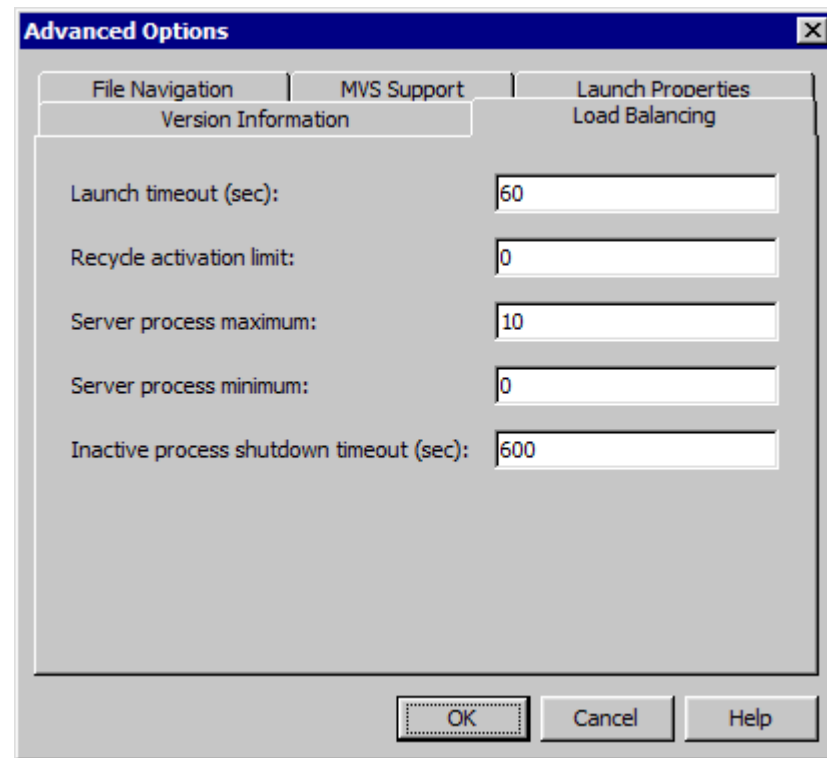 Advanced Options
File Navigation MVS Support Launch Properties
Version Information Load Balancing
Launch timeout (sec): 60
Recycle activation limit: 0
Server process maximum: 10
Server process minimum: 0
Inactive process shutdown timeout (sec): 600
OK Cancel Help